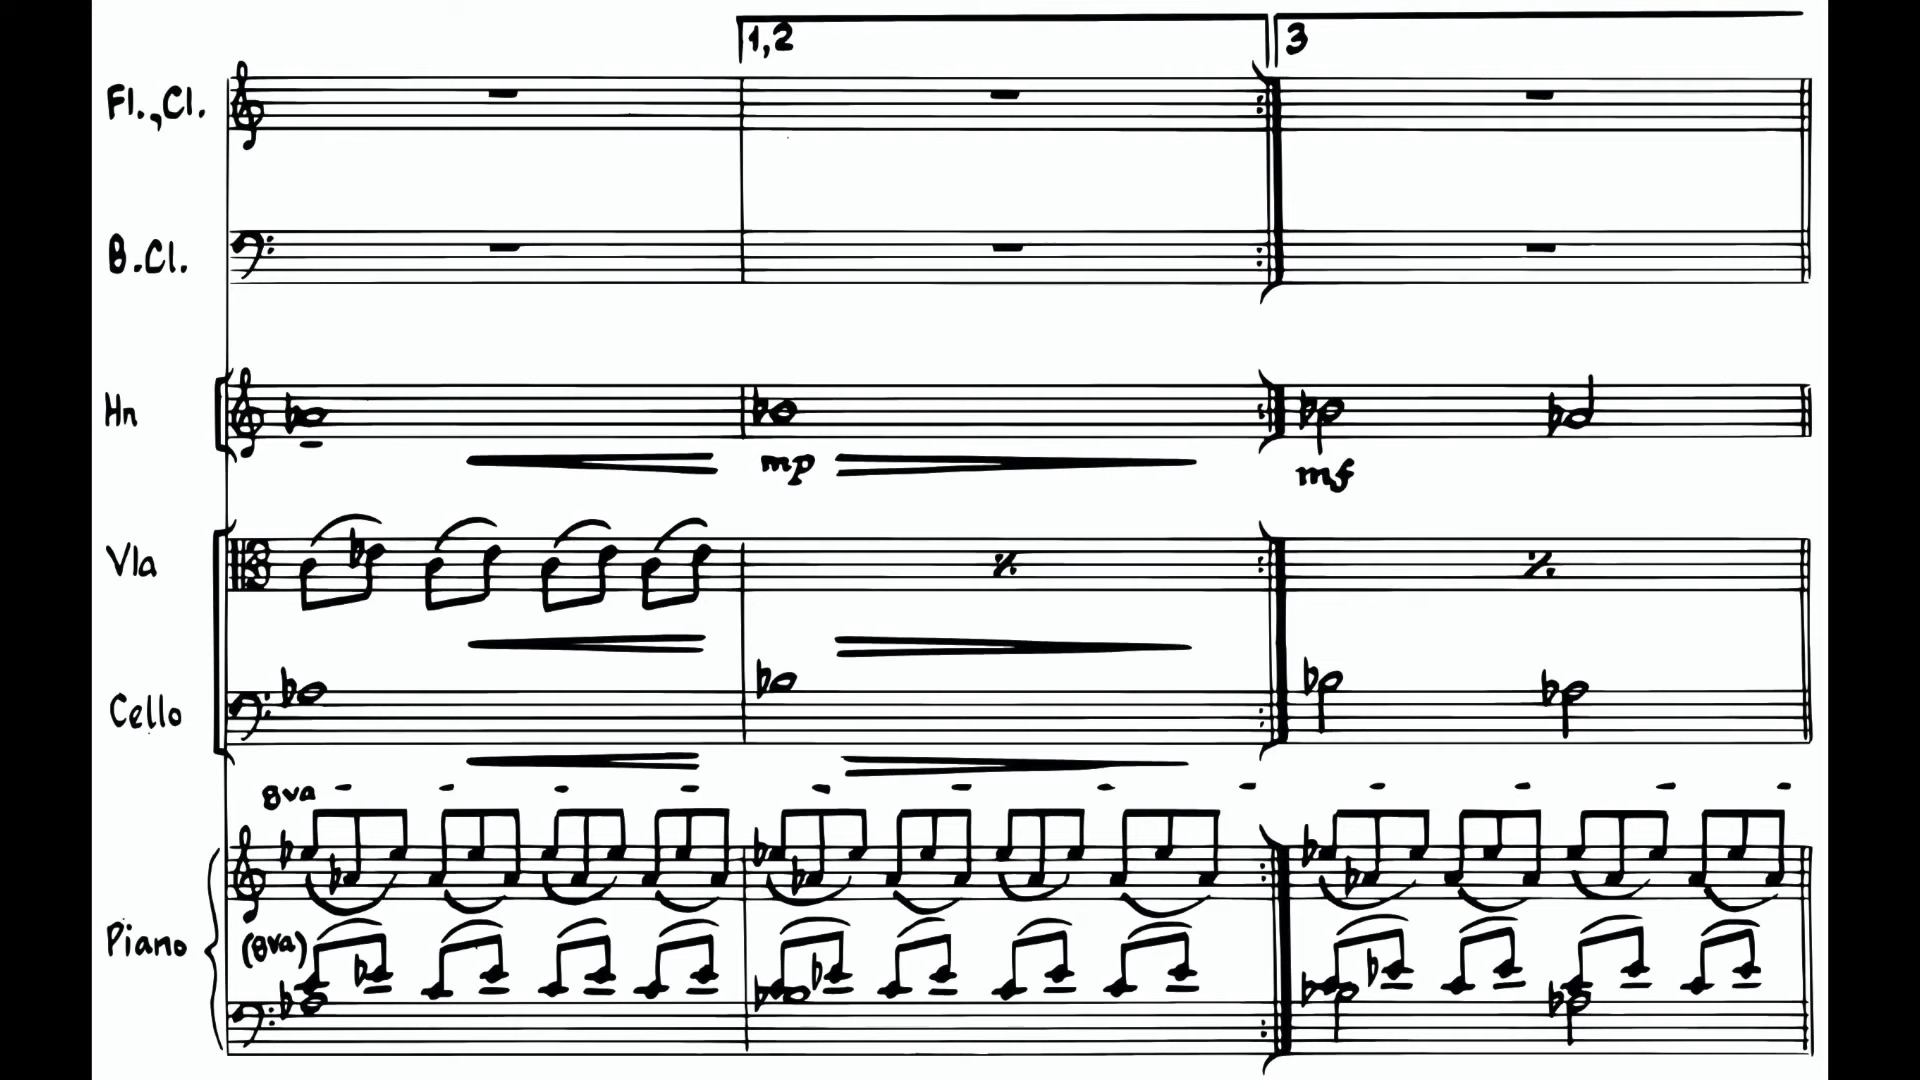 1,2 3
Fl.,Cl.
B.Cl.
Hn
mp mf
Vla
Cello
8va
Piano (8va)